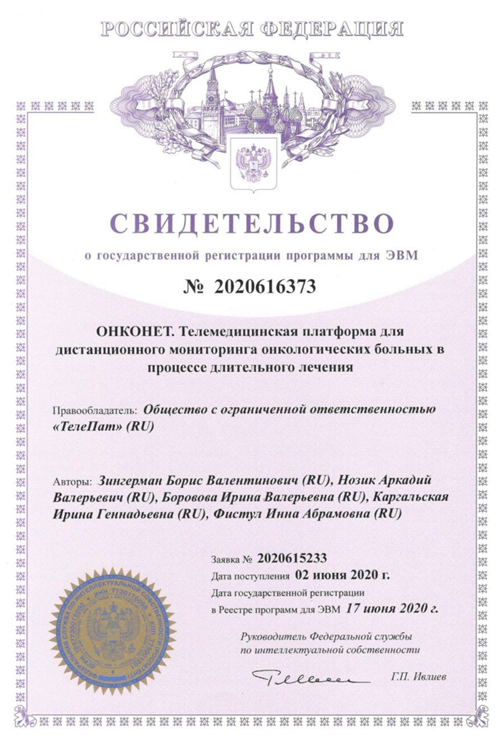 РОССИЙСКАЯ ФЕДЕРАЦИЯ
СВИДЕТЕЛЬСТВО
о государственной регистрации программы для ЭВМ
№ 2020616373
ОНКОНЕТ. Телемедицинская платформа для
дистанционного мониторинга онкологических больных в
процессе длительного лечения
Правообладатель: Общество с ограниченной ответственностью
«ТелеПат» (RU)
Авторы: Зингерман Борис Валентинович (RU), Нозик Аркадий
Валерьевич (RU), Боровова Ирина Валерьевна (RU), Каргальская
Ирина Геннадьевна (RU), Фистул Инна Абрамовна (RU)
Заявка № 2020615233
Дата поступления 02 июня 2020 г.
Дата государственной регистрации
в Реестре программ для ЭВМ 17 июня 2020 г.
Руководитель Федеральной службы
по интеллектуальной собственности
Г.П. Ивлиев